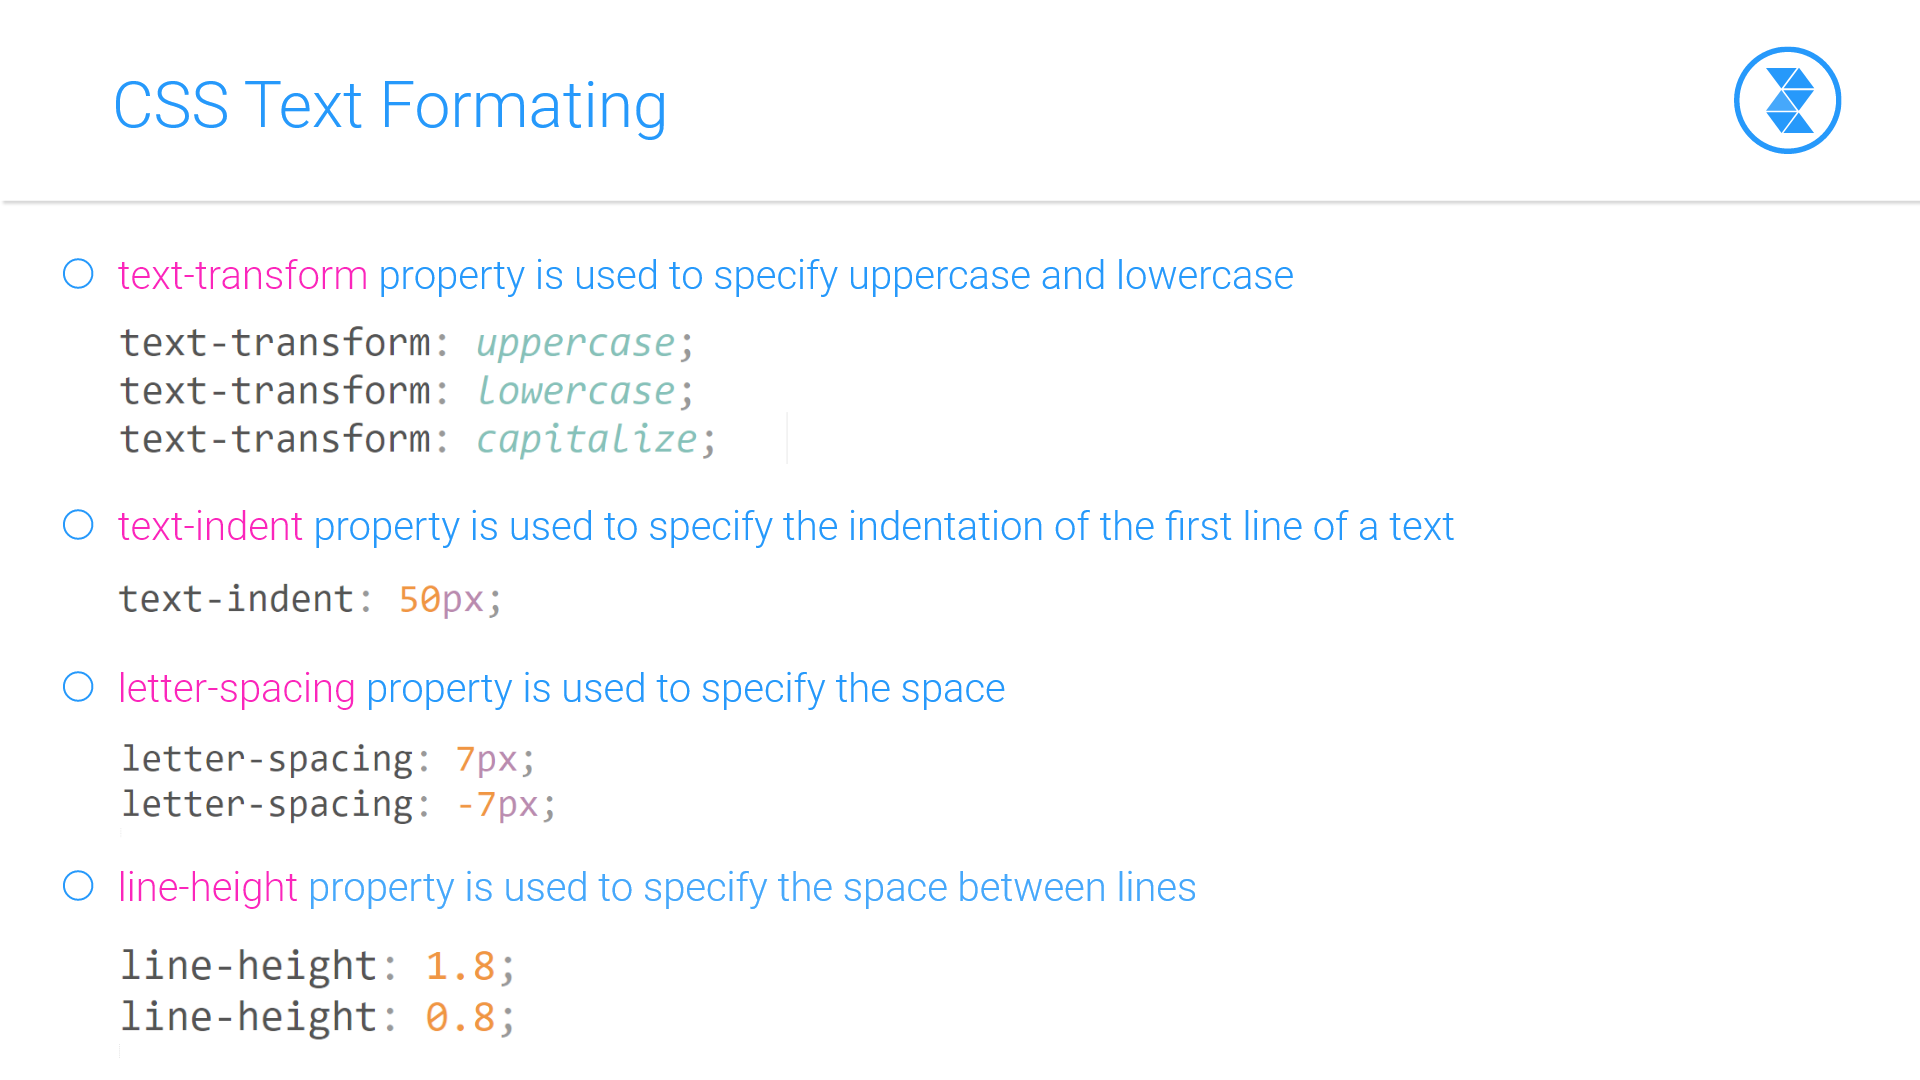 CSS Text Formating
text-transform property is used to specify uppercase and lowercase
text-transform: uppercase;
text-transform: lowercase;
text-transform: capitalize;
text-indent property is used to specify the indentation of the first line of a text
text-indent: 50px;
letter-spacing property is used to specify the space
letter-spacing: 7px;
letter-spacing: -7px;
line-height property is used to specify the space between lines
line-height: 1.8;
line-height: 0.8;